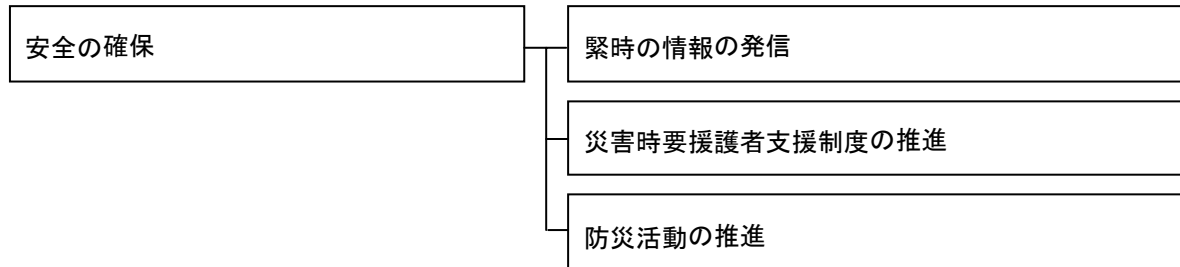 安全の確保
緊時の情報の発信
災害時要援護者支援制度の推進
防災活動の推進